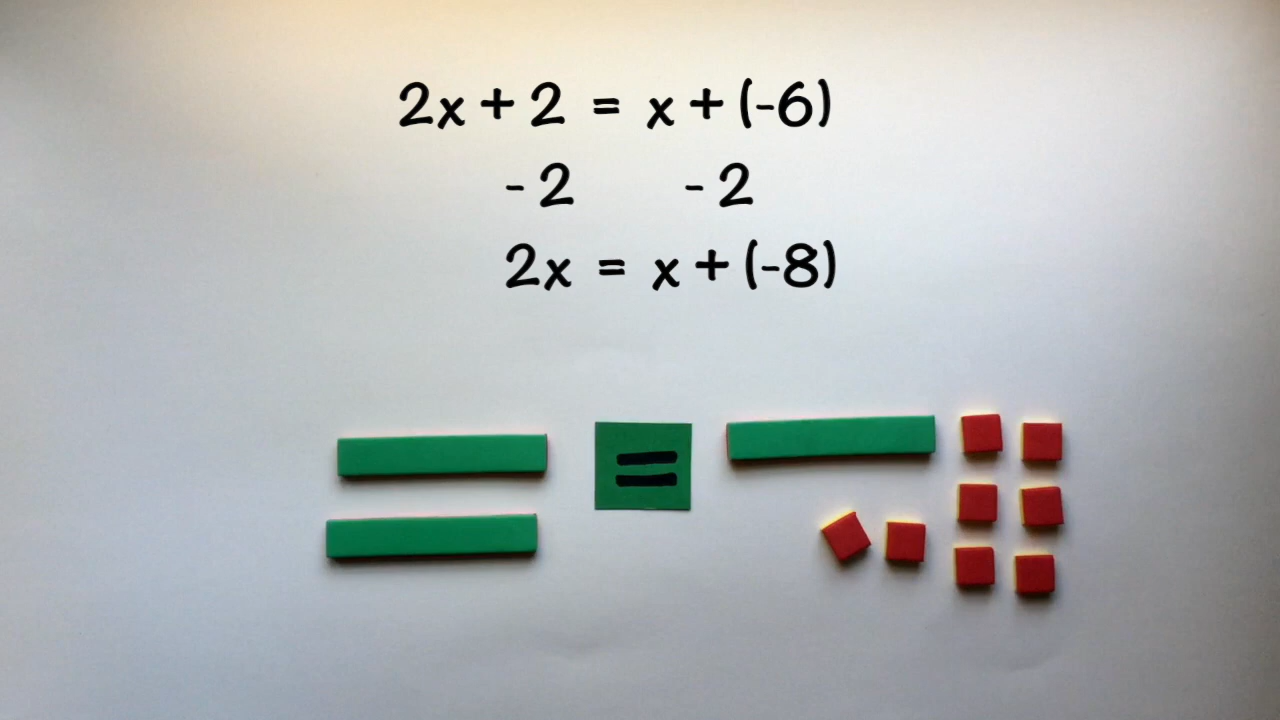 2x + 2 = x + (-6)
- 2 - 2
2x = x + (-8)
=